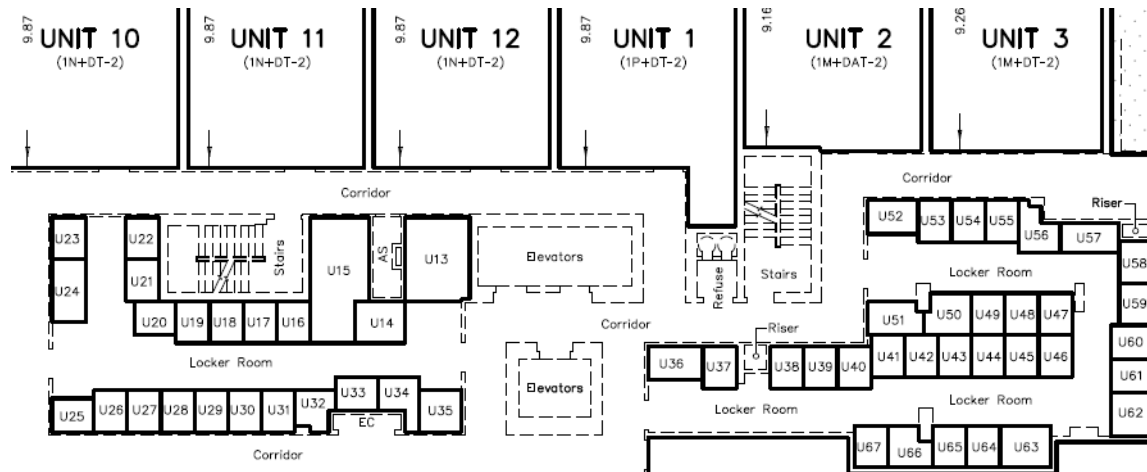 9.87
UNIT 10
(1N+DT-2)
9.87
UNIT 11
(1N+DT-2)
9.87
UNIT 12
(1N+DT-2)
9.87
UNIT 1
(1P+DT-2)
9.16
UNIT 2
(1M+DAT-2)
9.26
UNIT 3
(1M+DT-2)
Corridor
Corridor
U23
U24
U22
U21
Stairs
U15
AS
U13
U20
U19
U18
U17
U16
U14
Elevators
Refuse
Stairs
U52
U53
U54
U55
U56
U57
Riser
U58
U59
Locker Room
U51
U50
U49
U48
U47
U41
U42
U43
U44
U45
U46
U60
U61
U62
Corridor
Riser
U36
U37
U38
U39
U40
Locker Room
Elevators
U25
U26
U27
U28
U29
U30
U31
U32
U33
U34
U35
EC
Corridor
Locker Room
Locker Room
U67
U66
U65
U64
U63